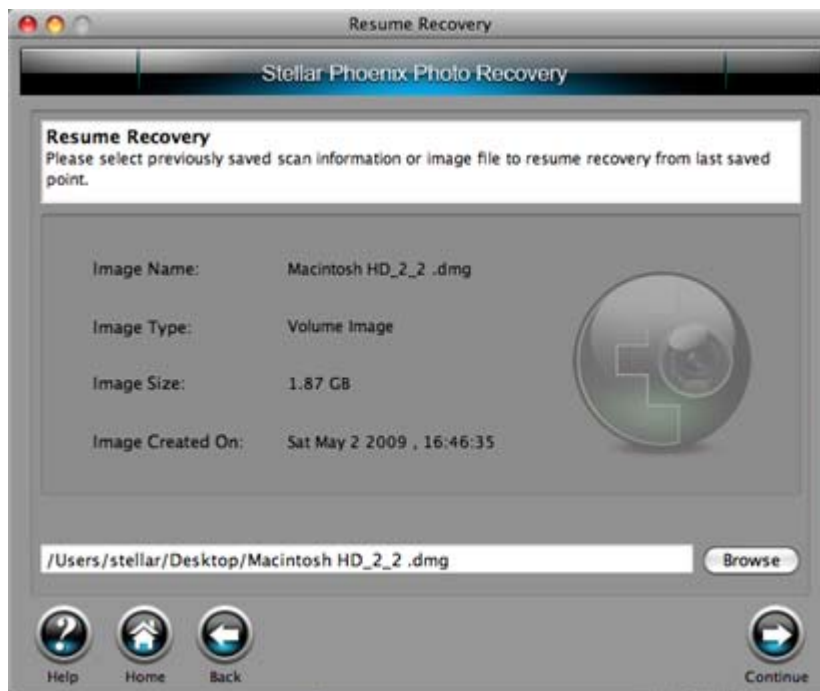 Resume Recovery
Stellar Phoenix Photo Recovery
Resume Recovery
Please select previously saved scan information or image file to resume recovery from last saved
point.
Image Name: Macintosh HD_2_2 .dmg
Image Type: Volume Image
Image Size: 1.87 GB
Image Created On: Sat May 2 2009 , 16:46:35
/Users/stellar/Desktop/Macintosh HD_2_2 .dmg Browse
Help Home Back Continue